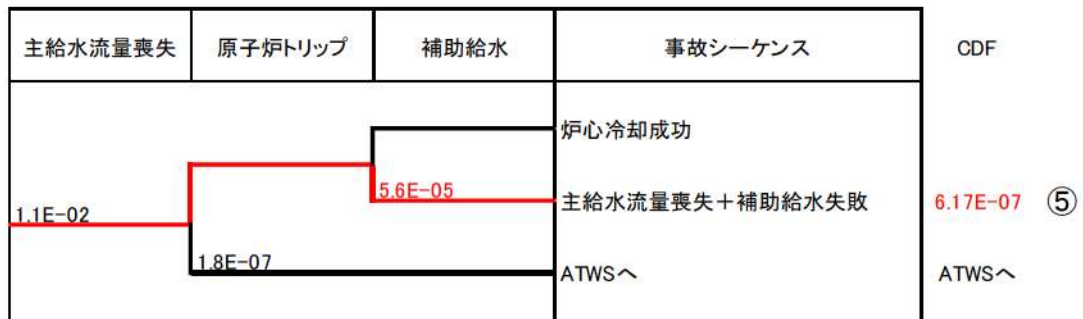 主給水流量喪失 原子炉トリップ 補助給水 事故シーケンス CDF
炉心冷却成功
5.6E-05
主給水流量喪失+補助給水失敗 6.17E-07 ⑤
1.1E-02
1.8E-07
ATWSへ ATWSへ